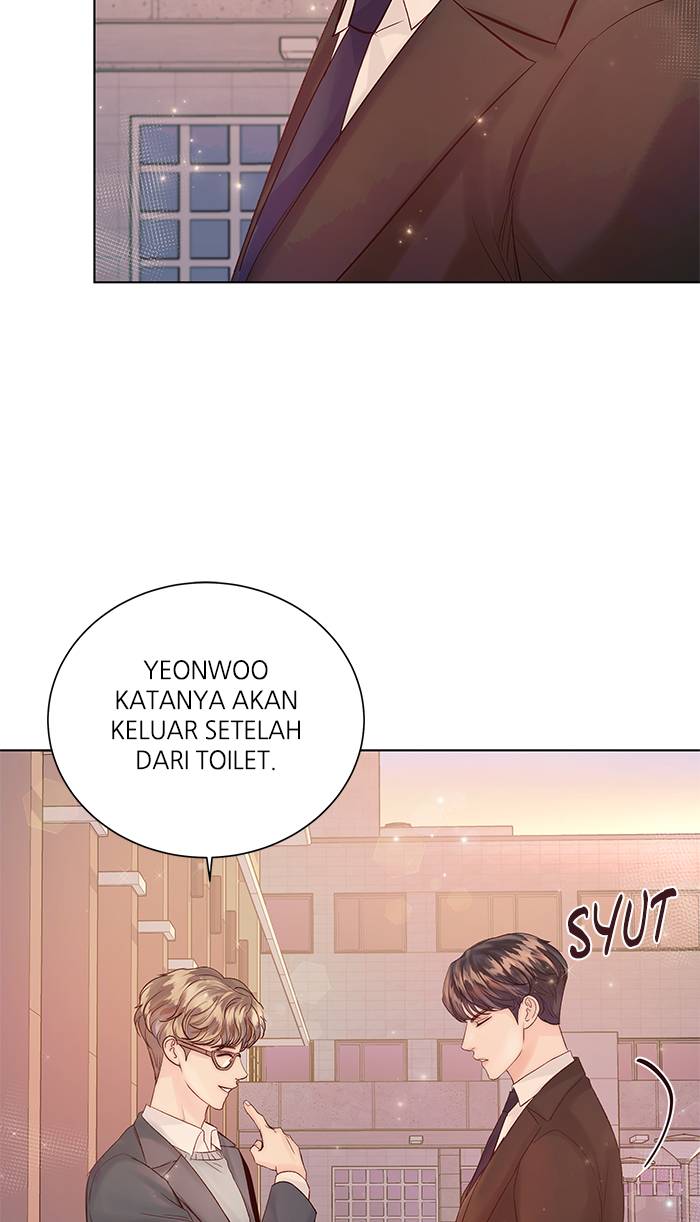 YEONWOO
KATANYA AKAN
KELUAR SETELAH
DARI TOILET.
SYUT